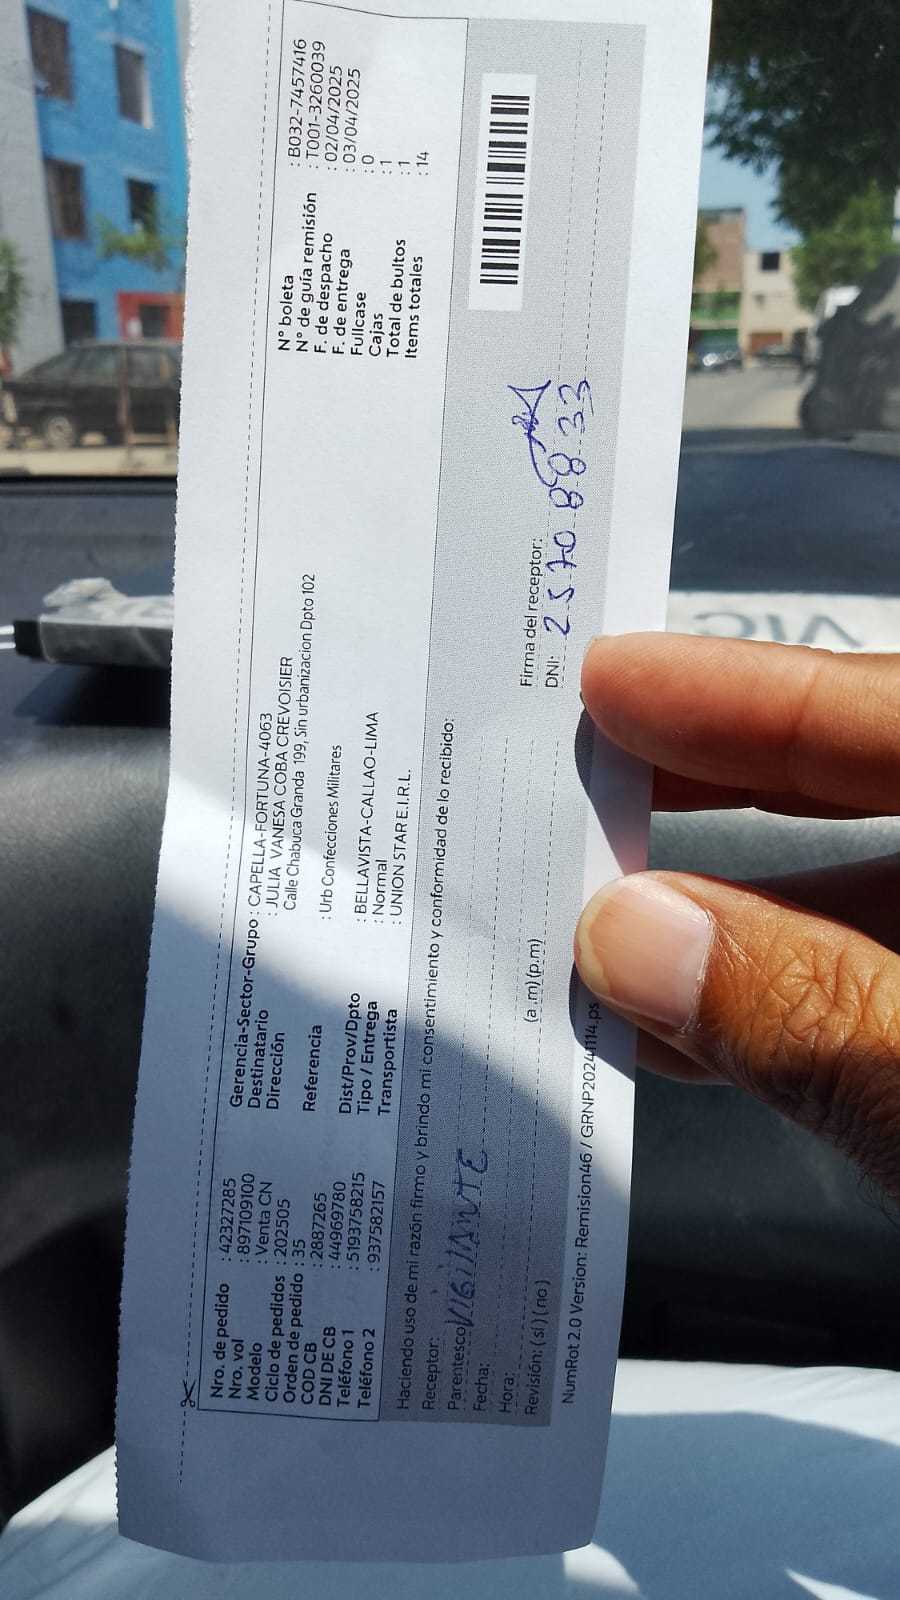 Nro. de pedido : 42327285
Nro. vol : 897109100
Modelo : Venta CN
Ciclo de pedidos : 202505
Orden de pedido : 35
COD CB : 2887265
DNI DE CB : 44969780
Teléfono 1 : 5193758215
Teléfono 2 : 937582157
Gerencia-Sector-Grupo : CAPELLA-FORTUNA-4063
Destinatario : JULIA VANESA COBA CREVOISIER
Dirección Calle Chabuca Granda 199, Sin urbanizacion Dpto 102
Referencia : Urb Confecciones Militares
Dist/Prov/Dpto : BELLAVISTA-CALLAO-LIMA
Tipo / Entrega : Normal
Transportista : UNION STAR E.I.R.L.
N° boleta : B032-7457416
N° de guía remisión : T001-3260039
F. de despacho : 02/04/2025
F. de entrega : 03/04/2025
Fullcase : 0
Cajas : 1
Total de bultos : 1
Items totales : 14
Haciendo uso de mi razón firmo y brindo mi consentimiento y conformidad de lo recibido:
Receptor:
Parentesco VIGILANTE
Fecha:
Hora: (a.m)(p.m)
Revisión: (si) (no)
Firma del receptor:
DNI: 25708833
NumRot 2.0 Version: Remision46 / GRNP20241114.ps